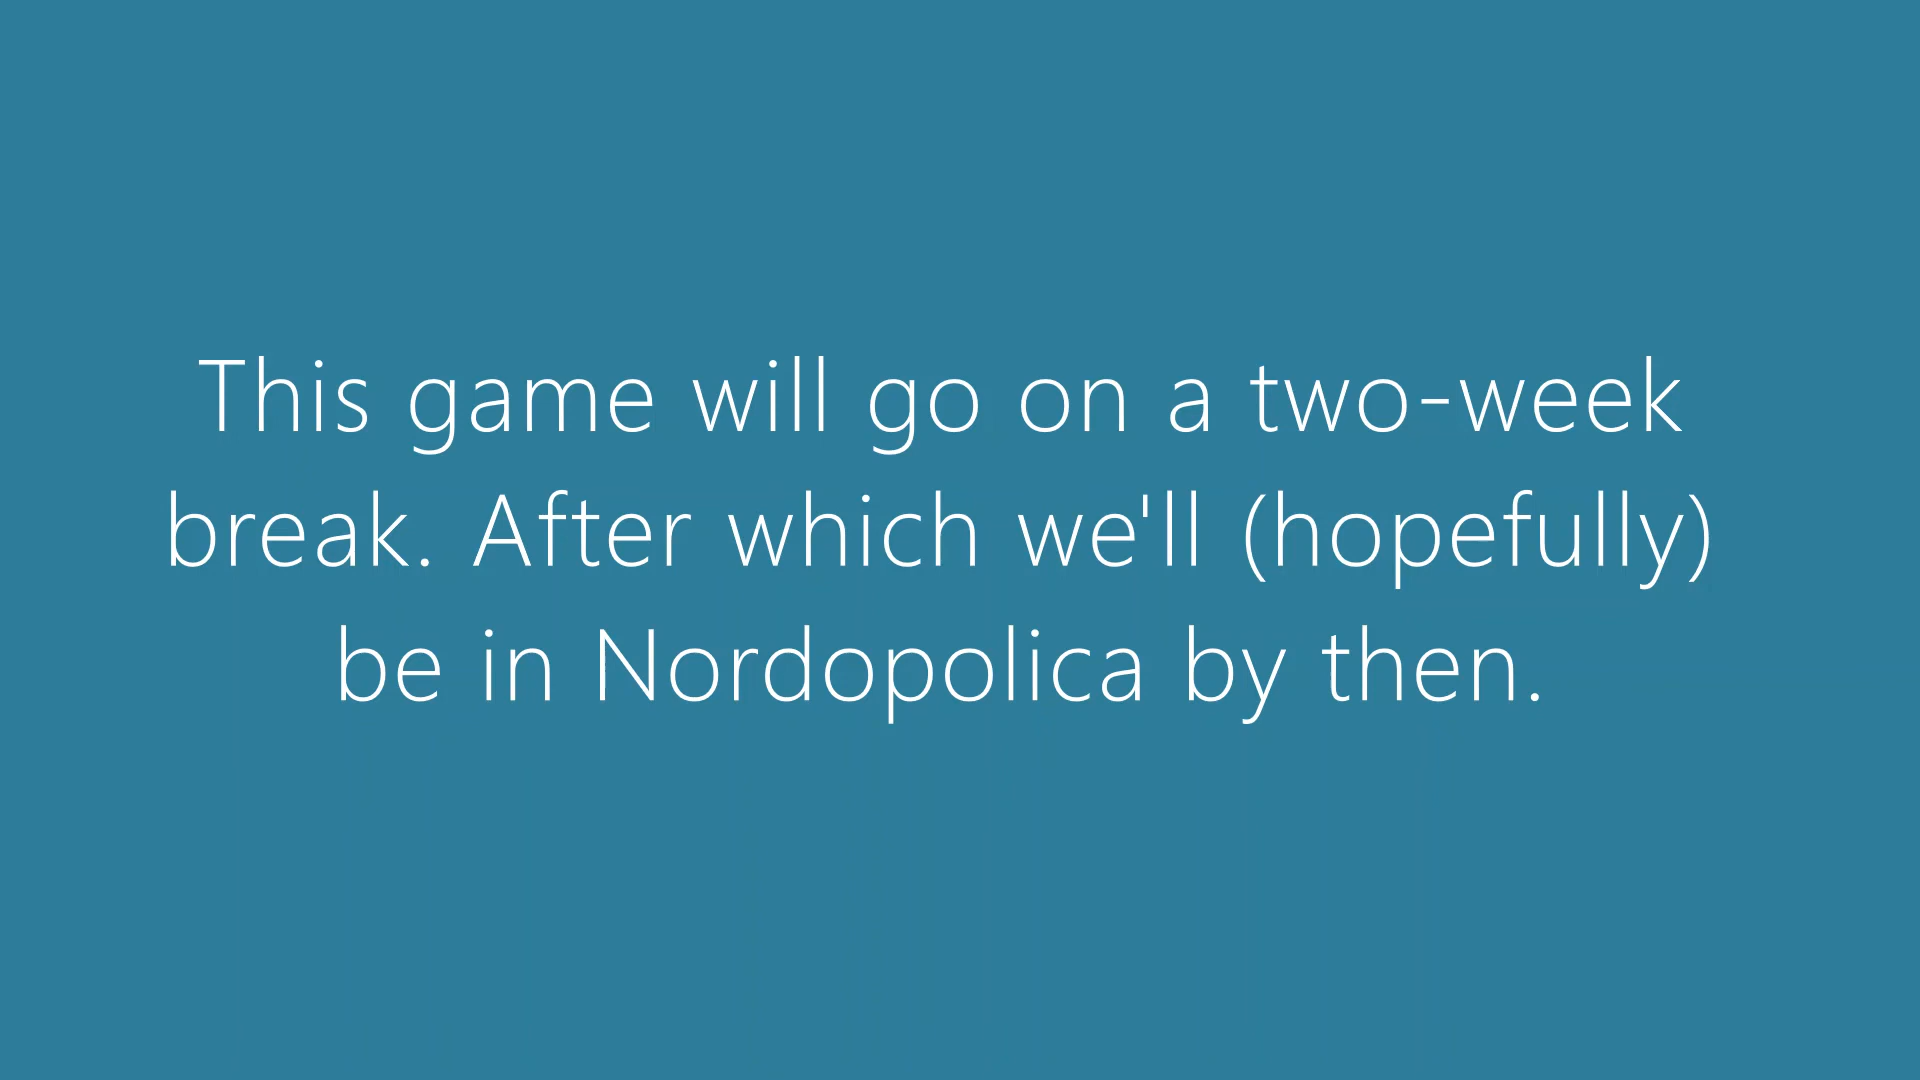 This game will go on a two-week
break. After which we'll (hopefully)
be in Nordopolica by then.